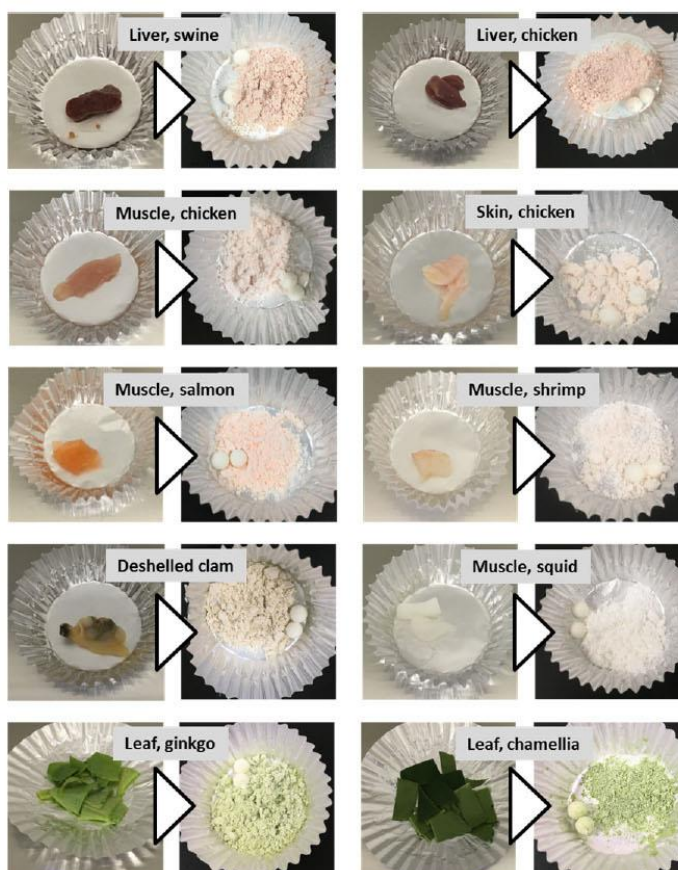 Liver, swine
Liver, chicken
Muscle, chicken
Skin, chicken
Muscle, salmon
Muscle, shrimp
Deshelled clam
Muscle, squid
Leaf, ginkgo
Leaf, chamellia